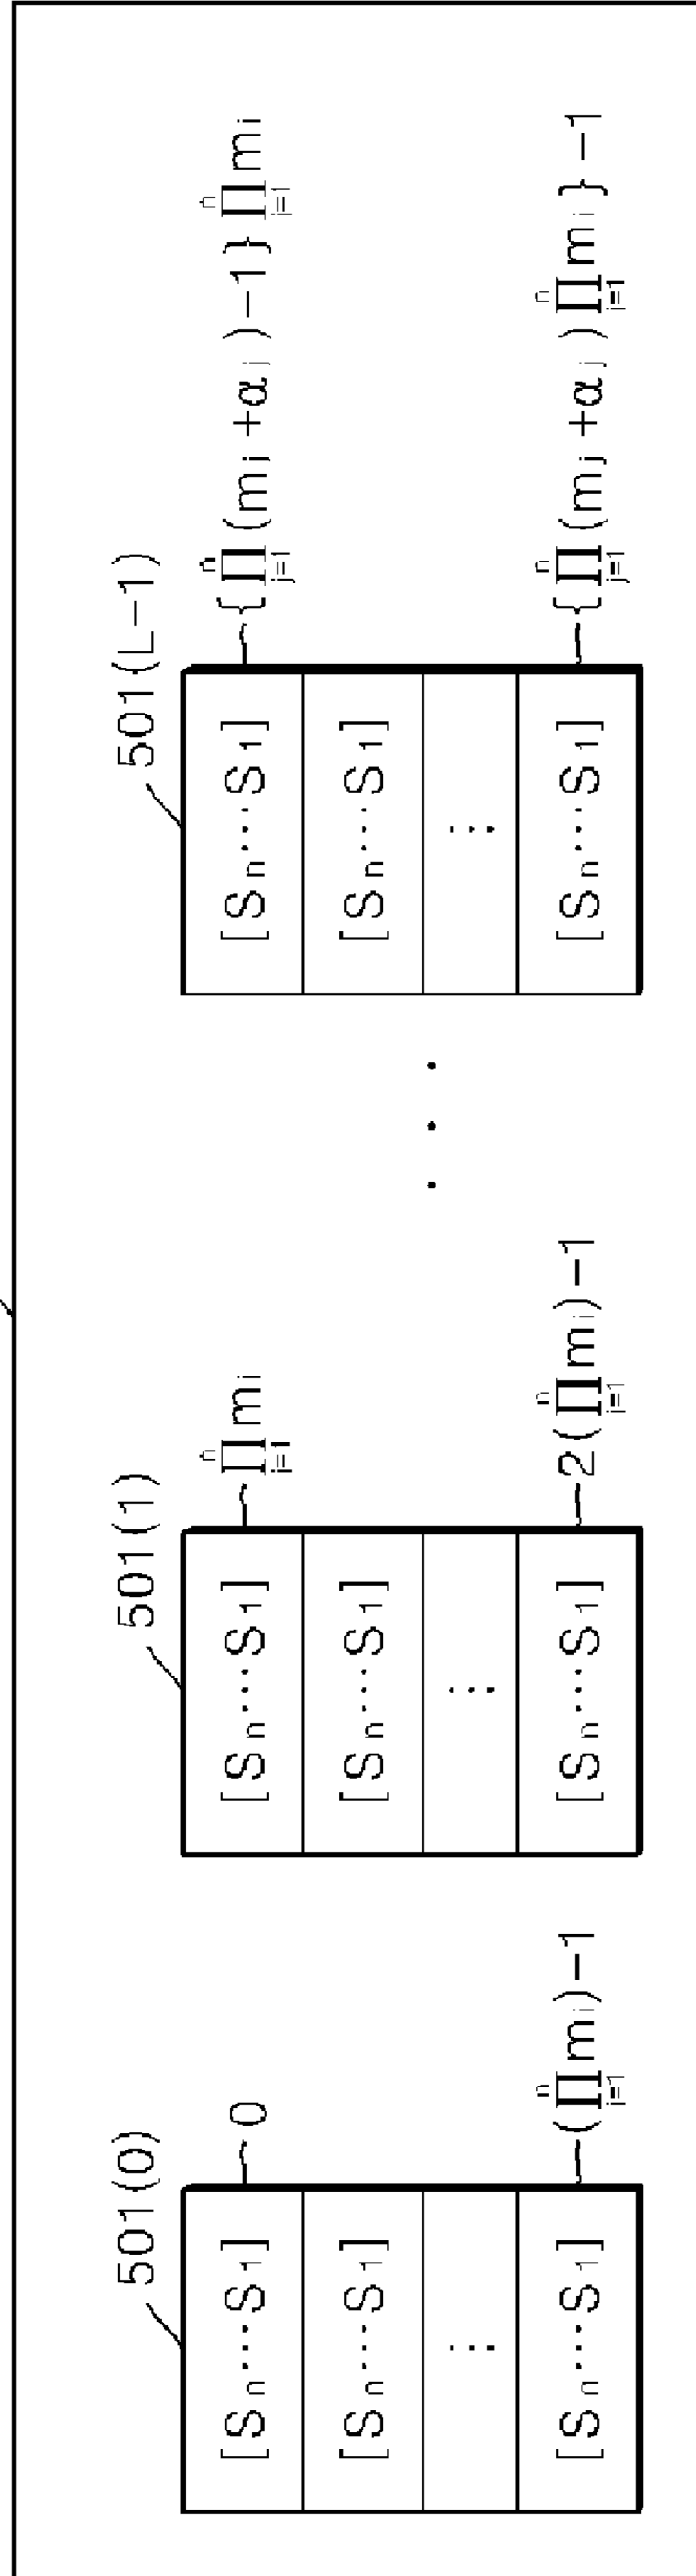 501(0)
[Sn⋯S1] 0
[Sn⋯S1]
⋮
[Sn⋯S1] (∏_{i=1}^{n} mi)−1
501(1)
[Sn⋯S1] ∏_{i=1}^{n} mi
[Sn⋯S1]
⋮
[Sn⋯S1] 2(∏_{i=1}^{n} mi)−1
• • •
501(L−1)
[Sn⋯S1] {∏_{j=1}^{n} (mj+αj)−1} ∏_{i=1}^{n} mi
[Sn⋯S1]
⋮
[Sn⋯S1] {∏_{j=1}^{n} (mj+αj) ∏_{i=1}^{n} mi}−1